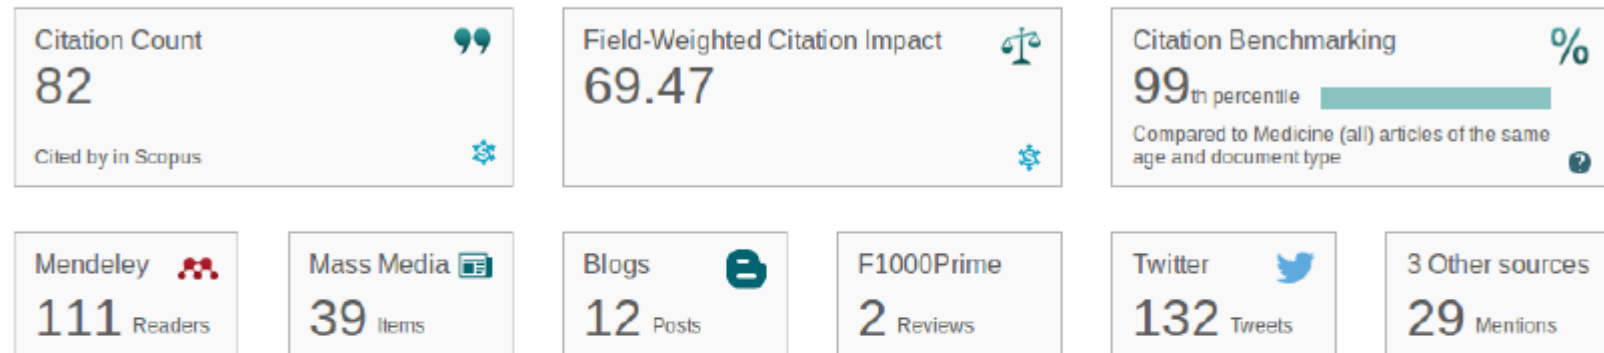 Citation Count
82
Cited by in Scopus
Field-Weighted Citation Impact
69.47
Citation Benchmarking
%
99th percentile
Compared to Medicine (all) articles of the same
age and document type
?
Mendeley
111 Readers
Mass Media
39 Items
Blogs
12 Posts
F1000Prime
2 Reviews
Twitter
132 Tweets
3 Other sources
29 Mentions